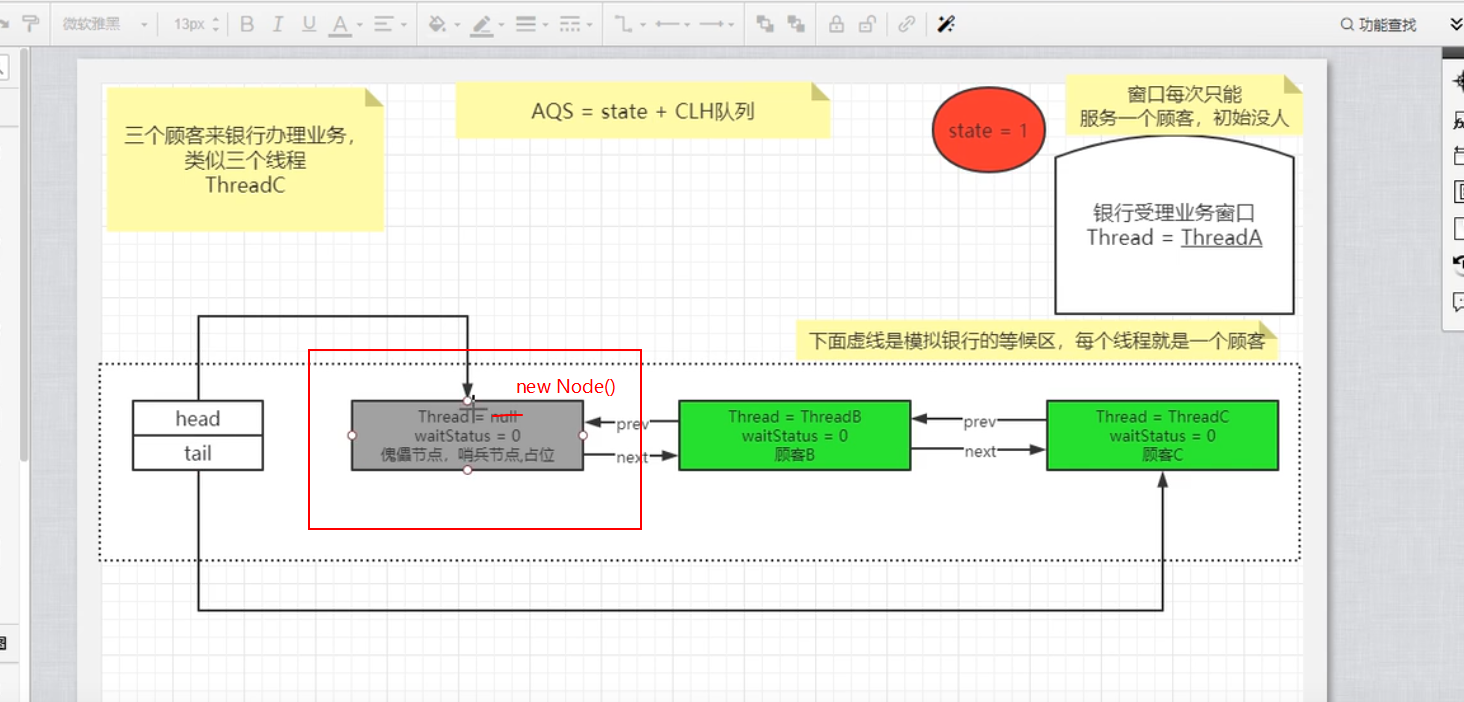 微软雅黑
13px
B
I
U
A
功能查找
三个顾客来银行办理业务，
类似三个线程
ThreadC
AQS = state + CLH队列
state = 1
窗口每次只能
服务一个顾客，初始没人
银行受理业务窗口
Thread = ThreadA
下面虚线是模拟银行的等候区，每个线程就是一个顾客
new Node()
head
tail
Thread = null
waitStatus = 0
傀儡节点，哨兵节点,占位
prev
next
Thread = ThreadB
waitStatus = 0
顾客B
prev
next
Thread = ThreadC
waitStatus = 0
顾客C